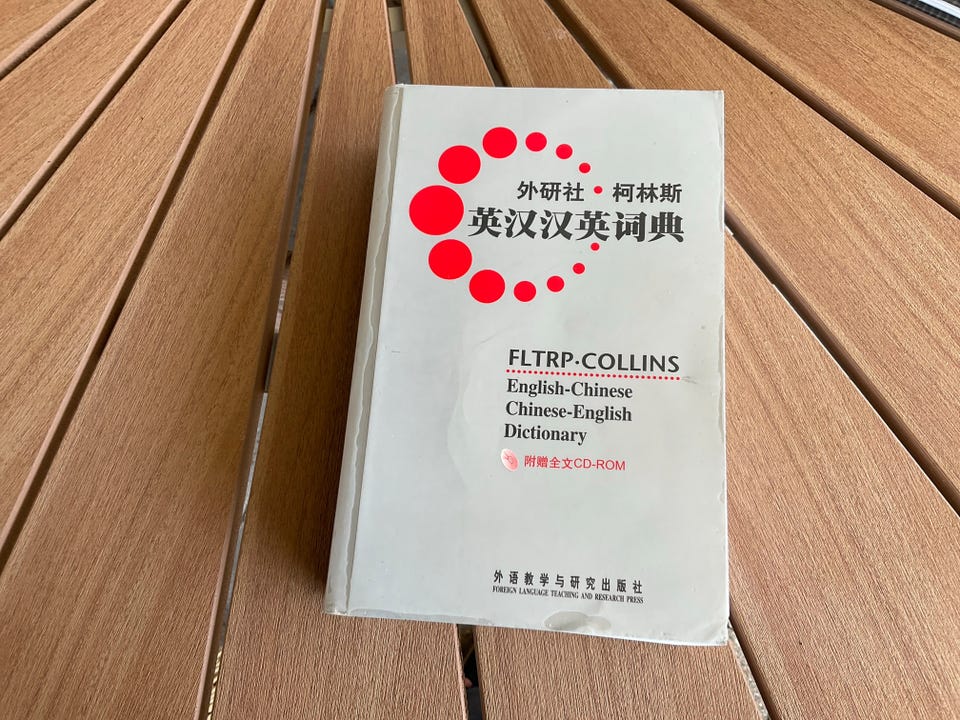 外研社·柯林斯
英汉汉英词典
FLTRP·COLLINS
English-Chinese
Chinese-English
Dictionary
附赠全文CD-ROM
外语教学与研究出版社
FOREIGN LANGUAGE TEACHING AND RESEARCH PRESS